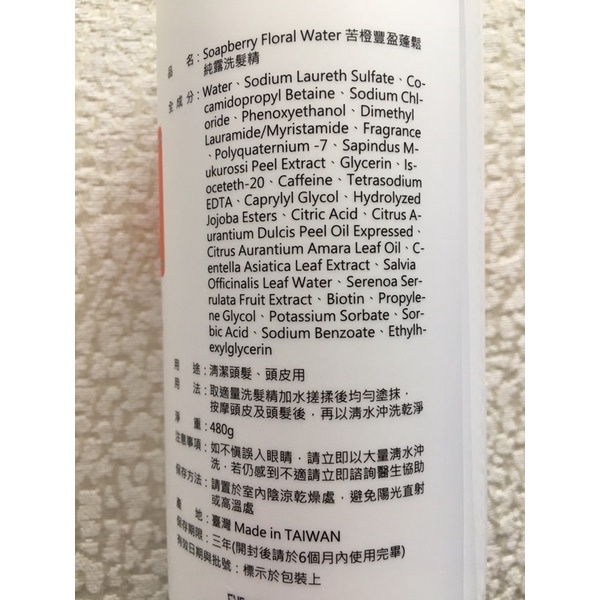 品　　名：Soapberry Floral Water 苦橙豐盈蓬鬆
純露洗髮精
全 成 分：Water、Sodium Laureth Sulfate、Co-
camidopropyl Betaine、Sodium Chl-
oride、Phenoxyethanol、Dimethyl
Lauramide/Myristamide、Fragrance
、Polyquaternium -7、Sapindus M-
ukurossi Peel Extract、Glycerin、Is-
oceteth-20、Caffeine、Tetrasodium
EDTA、Caprylyl Glycol、Hydrolyzed
Jojoba Esters、Citric Acid、Citrus A-
urantium Dulcis Peel Oil Expressed、
Citrus Aurantium Amara Leaf Oil、C-
entella Asiatica Leaf Extract、Salvia
Officinalis Leaf Water、Serenoa Ser-
rulata Fruit Extract、Biotin、Propyle-
ne Glycol、Potassium Sorbate、Sor-
bic Acid、Sodium Benzoate、Ethylh-
exylglycerin
用　　途：清潔頭髮、頭皮用
用　　法：取適量洗髮精加水搓揉後均勻塗抹，
按摩頭皮及頭髮後，再以清水沖洗乾淨
淨　　重：480g
注意事項：如不慎誤入眼睛，請立即以大量清水沖
洗，若仍感到不適請立即諮詢醫生協助
保存方法：請置於室內陰涼乾燥處，避免陽光直射
或高溫處
產　　地：臺灣 Made in TAIWAN
保存期限：三年(開封後請於6個月內使用完畢)
有效日期與批號：標示於包裝上